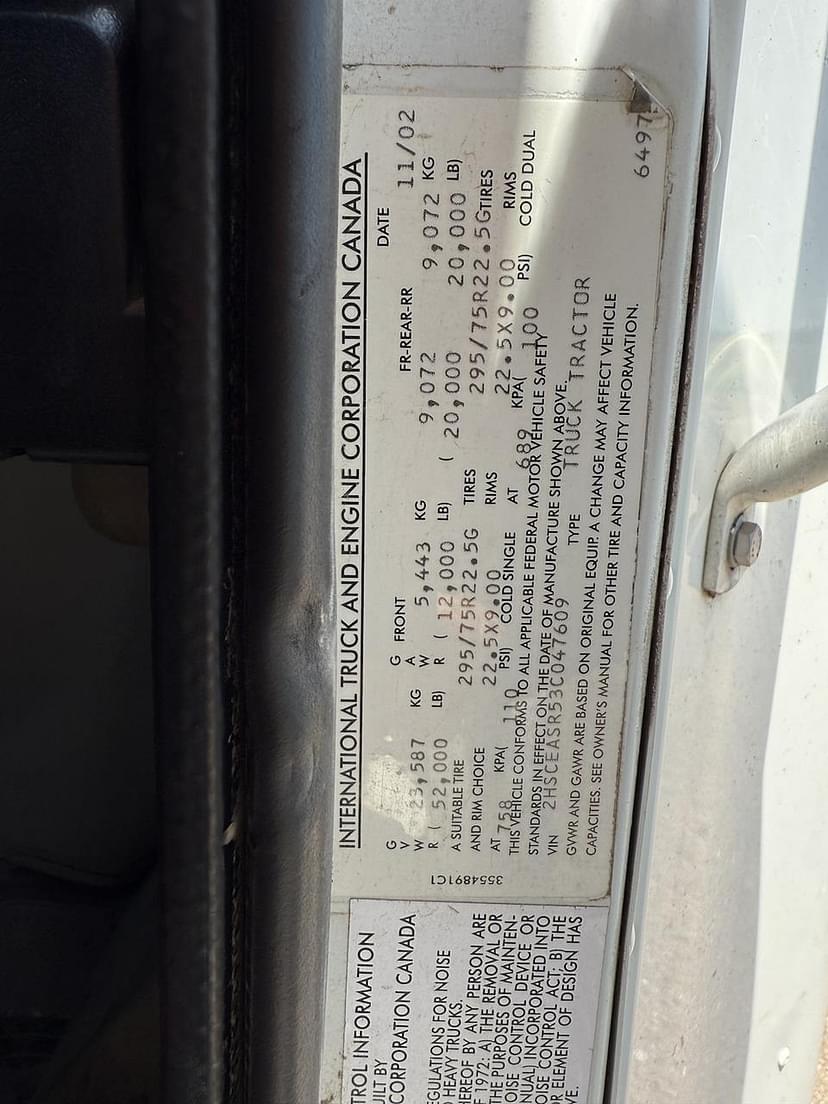 INTERNATIONAL TRUCK AND ENGINE CORPORATION CANADA
DATE 11/02
G G FRONT FR-REAR-RR
V A
W 23,587 KG W 5,443 KG 9,072 9,072 KG
R ( 52,000 LB) R ( 12,000 LB) ( 20,000 20,000 LB)
A SUITABLE TIRE 295/75R22.5G TIRES 295/75R22.5G TIRES
AND RIM CHOICE 22.5X9.00 RIMS 22.5X9.00 RIMS
AT 758 KPA( 110 PSI) COLD SINGLE AT 689 KPA( 100 PSI) COLD DUAL
THIS VEHICLE CONFORMS TO ALL APPLICABLE FEDERAL MOTOR VEHICLE SAFETY
STANDARDS IN EFFECT ON THE DATE OF MANUFACTURE SHOWN ABOVE.
VIN 2HSCEASR53C047609 TYPE TRUCK TRACTOR
GVWR AND GAWR ARE BASED ON ORIGINAL EQUIP. A CHANGE MAY AFFECT VEHICLE
CAPACITIES. SEE OWNER'S MANUAL FOR OTHER TIRE AND CAPACITY INFORMATION.
6497
3554891C1
TROL INFORMATION
UILT BY
CORPORATION CANADA
EGULATIONS FOR NOISE
HEAVY TRUCKS.
HEREOF BY ANY PERSON ARE
F 1972: A) THE REMOVAL OR
THE PURPOSES OF MAINTEN-
OISE CONTROL DEVICE OR
NUAL) INCORPORATED INTO
OISE CONTROL ACT; B) THE
R ELEMENT OF DESIGN HAS
VE.